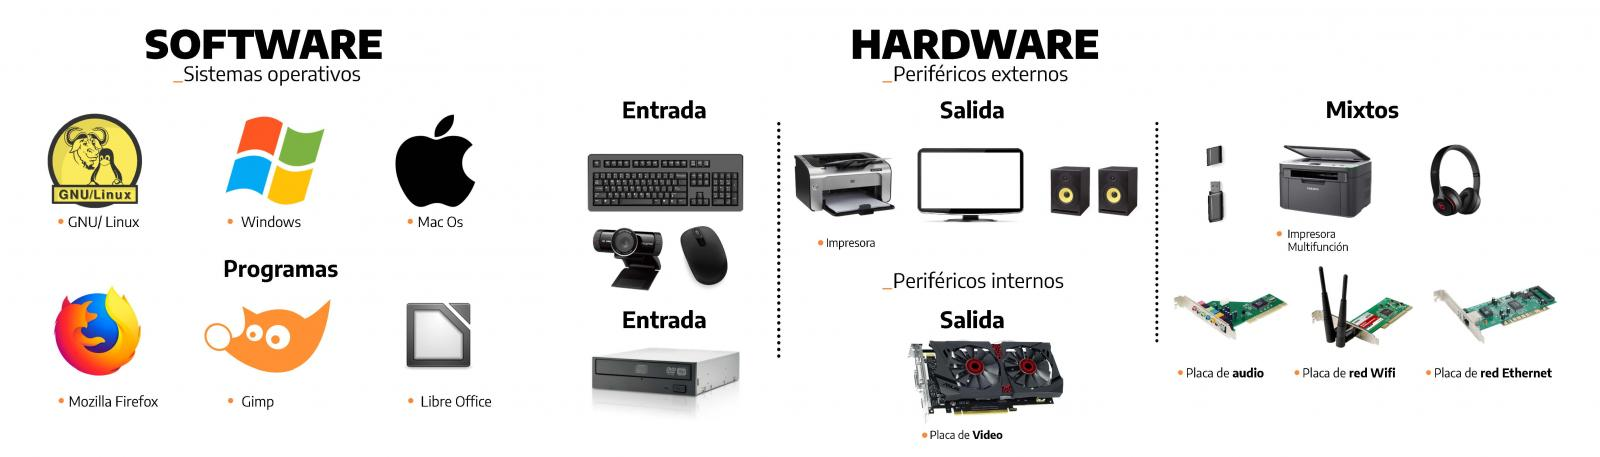 SOFTWARE
_Sistemas operativos
GNU/Linux
• GNU/ Linux
• Windows
• Mac Os
Programas
• Mozilla Firefox
• Gimp
• Libre Office
HARDWARE
_Periféricos externos
Entrada
Salida
Mixtos
• Impresora
• Impresora
Multifunción
_Periféricos internos
Entrada
Salida
• Placa de Video
• Placa de audio
• Placa de red Wifi
• Placa de red Ethernet